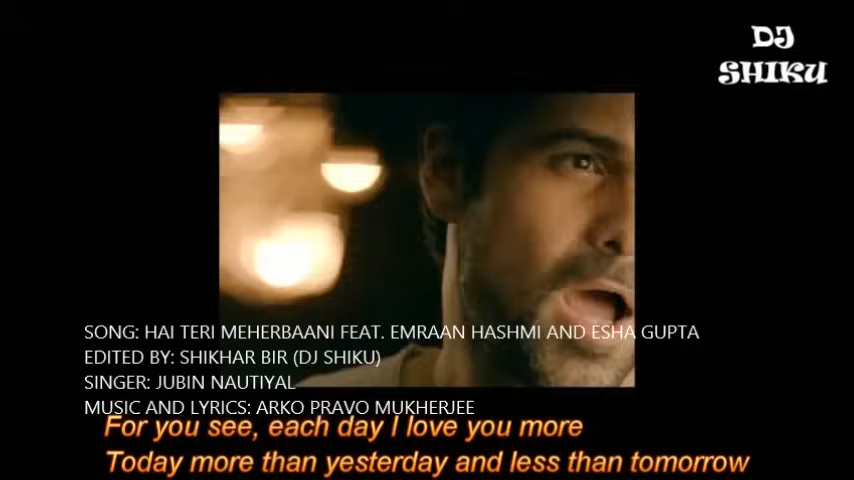 DJ
SHIKU
SONG: HAI TERI MEHERBAANI FEAT. EMRAAN HASHMI AND ESHA GUPTA
EDITED BY: SHIKHAR BIR (DJ SHIKU)
SINGER: JUBIN NAUTIYAL
MUSIC AND LYRICS: ARKO PRAVO MUKHERJEE
For you see, each day I love you more
Today more than yesterday and less than tomorrow